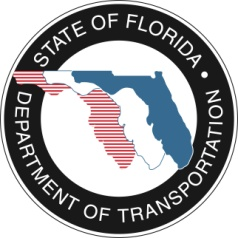 STATE OF FLORIDA •
DEPARTMENT OF TRANSPORTATION